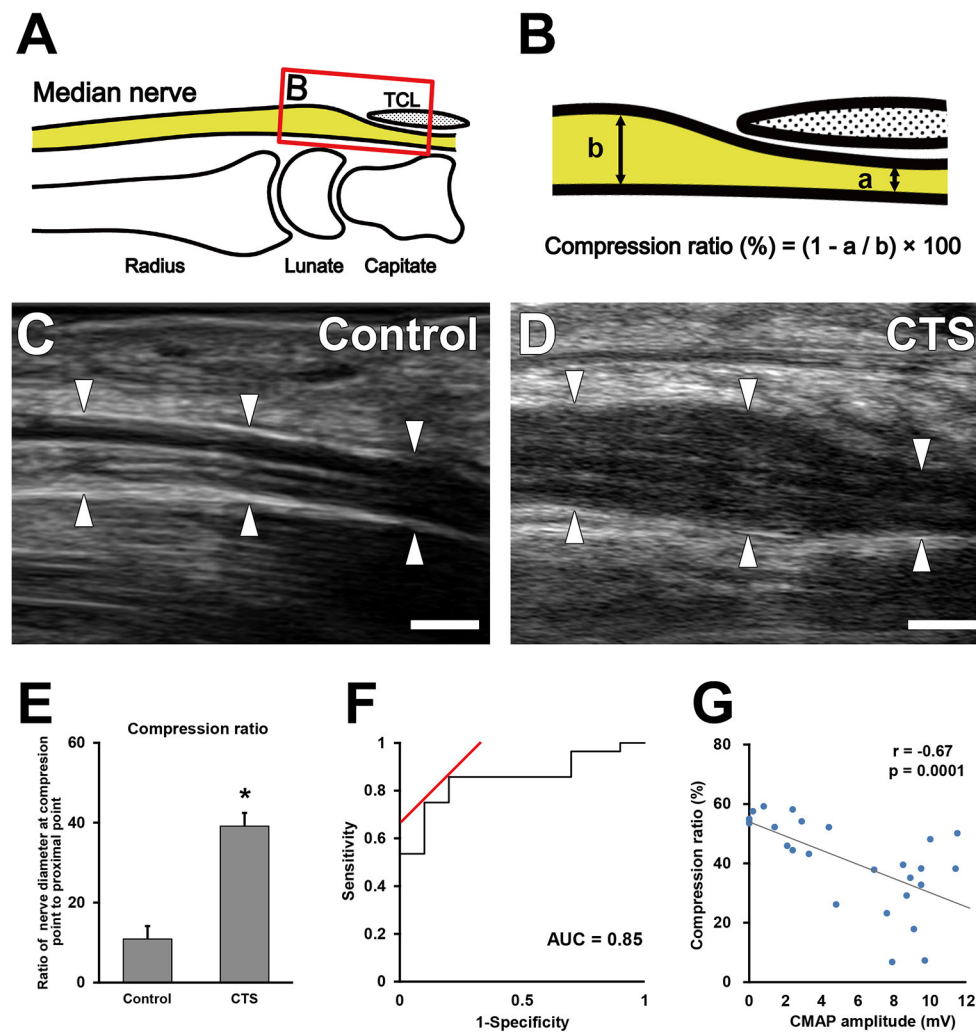 A
Median nerve
B
TCL
Radius
Lunate
Capitate
B
b
a
Compression ratio (%) = (1 - a / b) × 100
C
Control
D
CTS
E
Compression ratio
Ratio of nerve diameter at compresion
point to proximal point
60
40
20
0
*
Control
CTS
F
Sensitivity
1
0.8
0.6
0.4
0.2
0
AUC = 0.85
0
0.5
1
1-Specificity
G
Compression ratio (%)
80
60
40
20
0
r = -0.67
p = 0.0001
0
2
4
6
8
10
12
CMAP amplitude (mV)